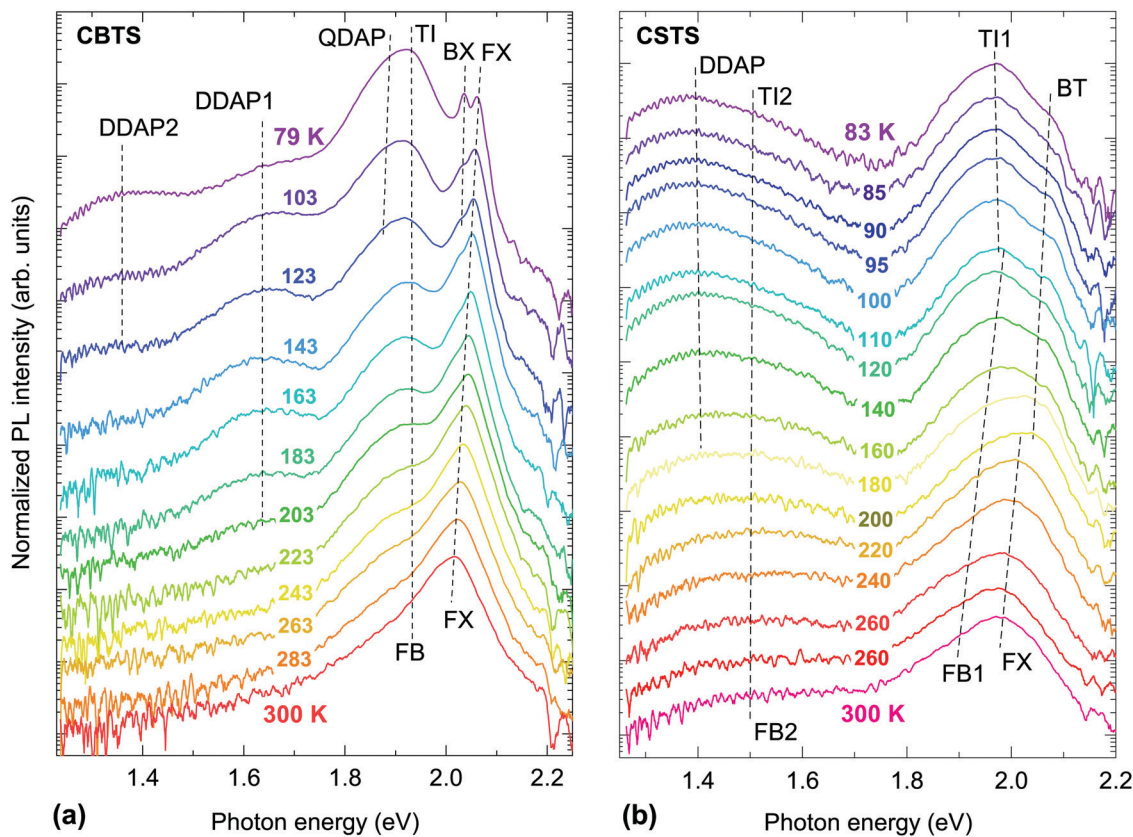 CBTS
QDAP
TI
BX
FX
DDAP1
DDAP2
79 K
103
123
143
163
183
203
223
243
263
283
300 K
FB
FX
1.4
1.6
1.8
2.0
2.2
Photon energy (eV)
(a)
Normalized PL intensity (arb. units)
CSTS
TI1
DDAP
TI2
BT
83 K
85
90
95
100
110
120
140
160
180
200
220
240
260
260
300 K
FB1
FX
FB2
1.4
1.6
1.8
2.0
2.2
Photon energy (eV)
(b)